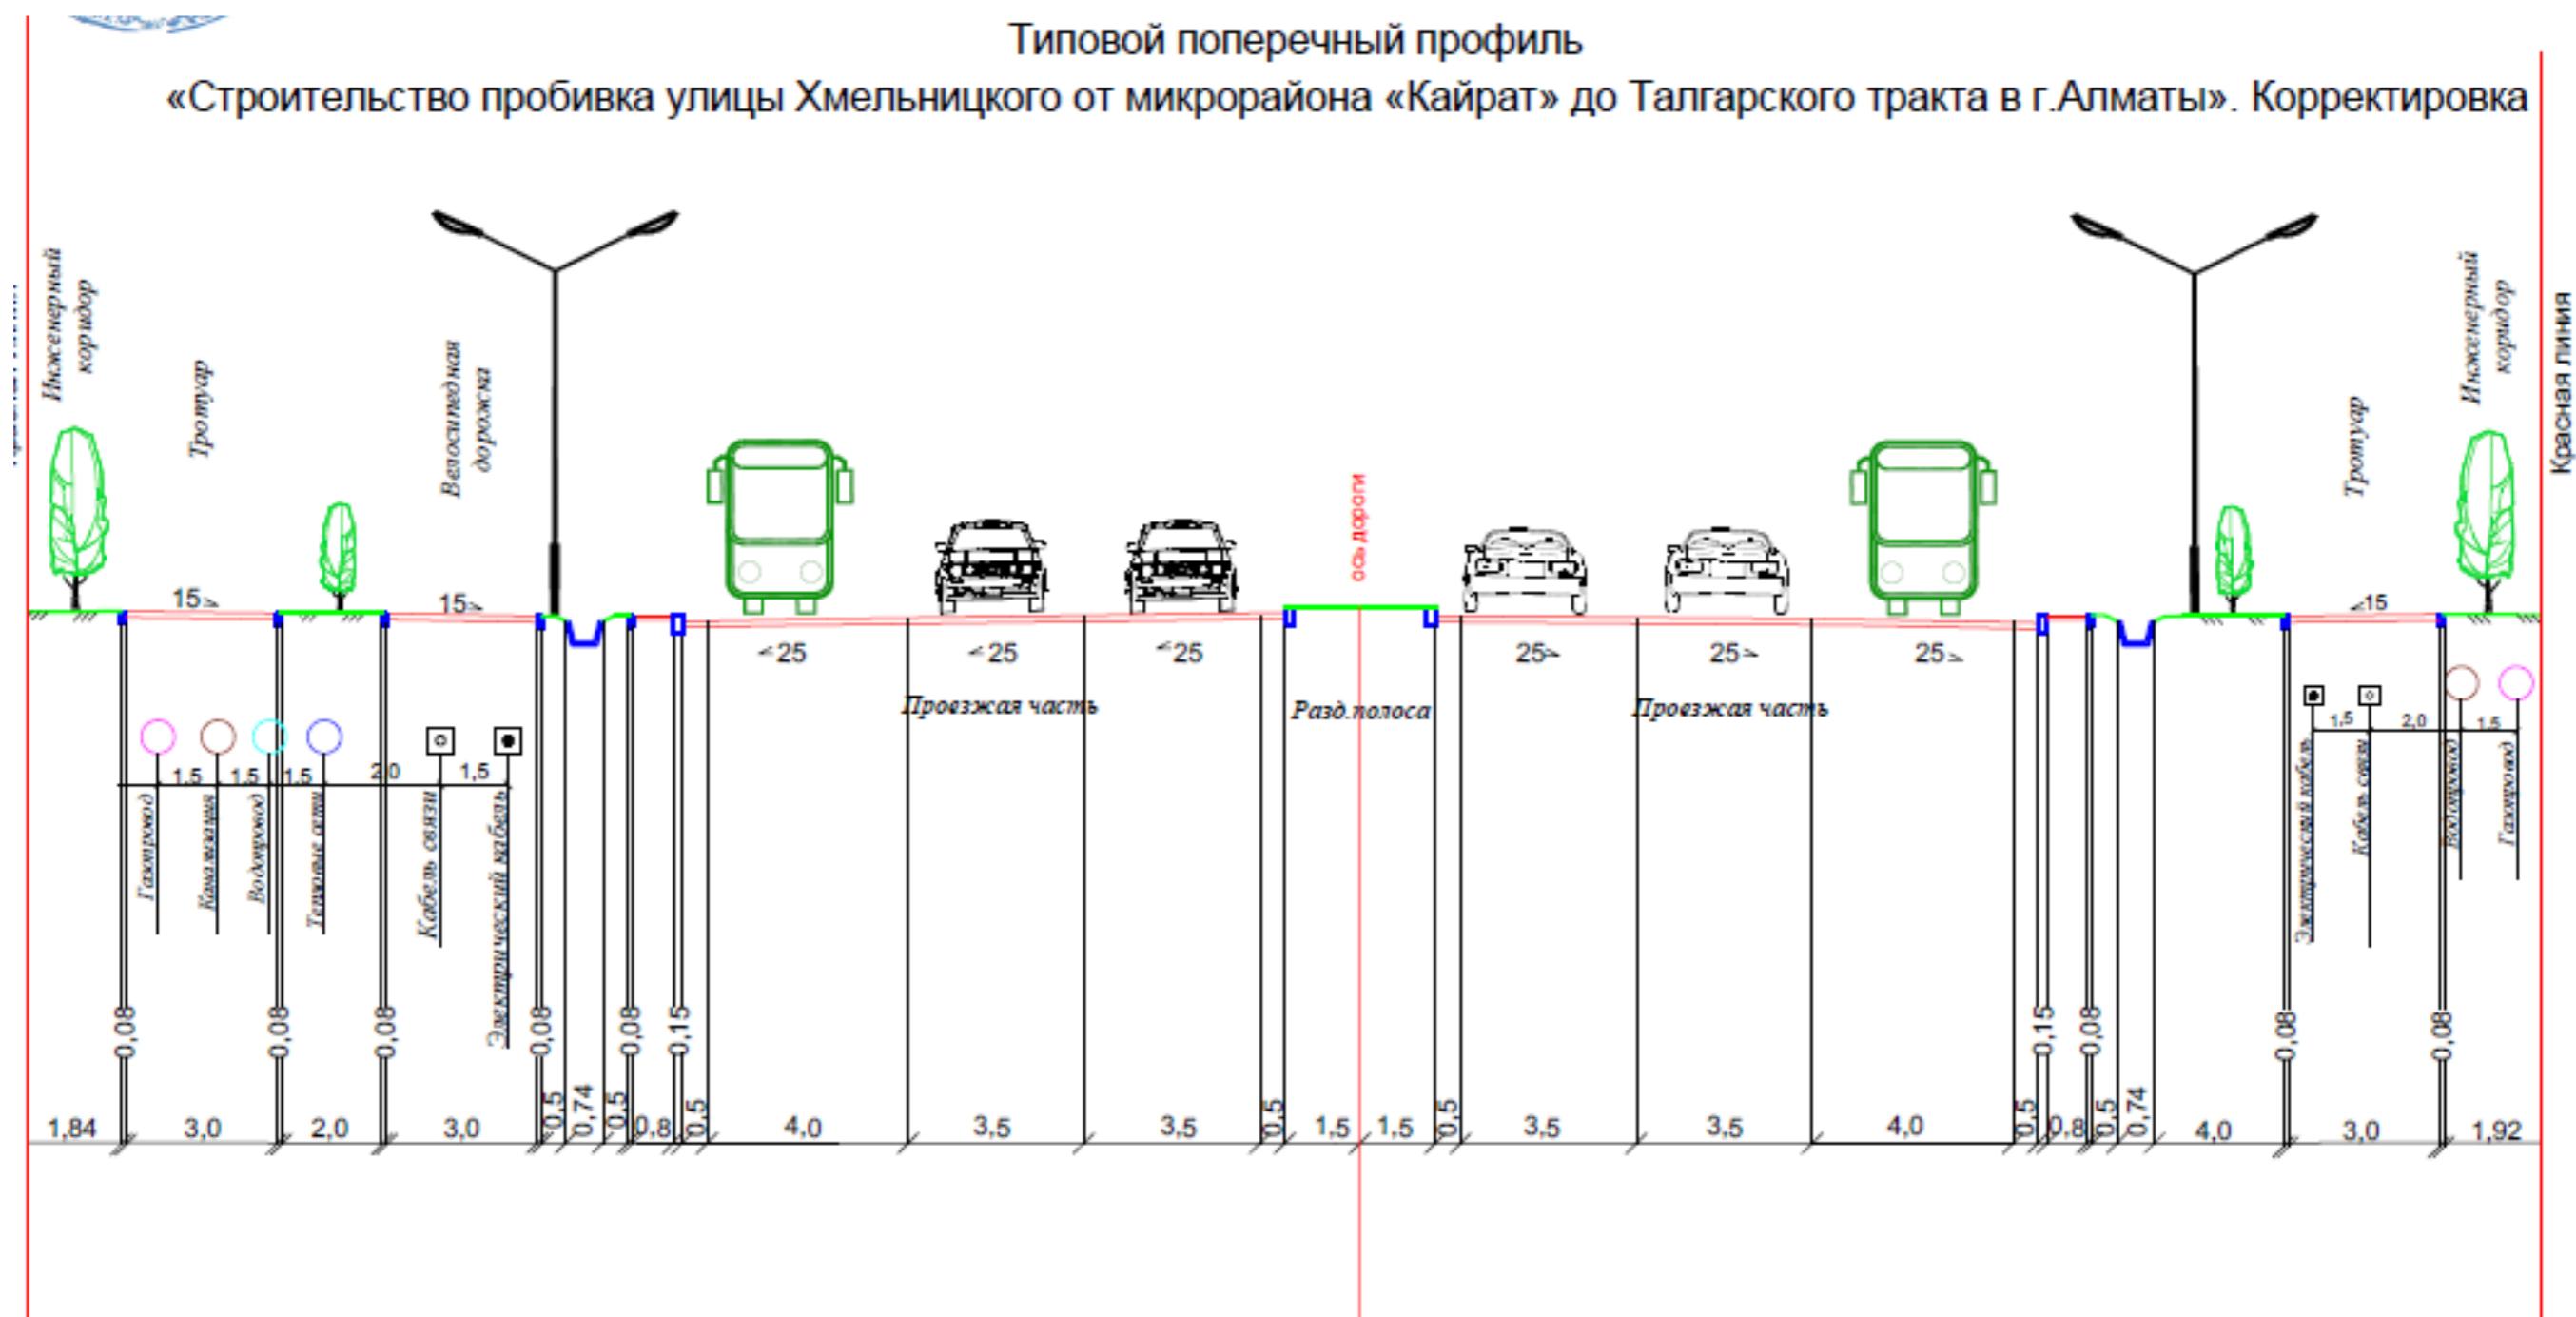 Типовой поперечный профиль
«Строительство пробивка улицы Хмельницкого от микрорайона «Кайрат» до Талгарского тракта в г.Алматы». Корректировка
Инженерный
коридор
Тротуар
Велосипедная
дорожка
ось дороги
Тротуар
Инженерный
коридор
Красная линия
15
15
15
25
25
25
25
25
25
Проезжая часть
Разд.полоса
Проезжая часть
1,5
1,5
1,5
2,0
1,5
1,5
2,0
1,5
Газопровод
Канализация
Водопровод
Тепловые сети
Кабель связи
Электрический кабель
Электрический кабель
Кабель связи
Водопровод
Газопровод
0,08
0,08
0,08
0,08
0,08
0,15
0,15
0,08
0,08
0,08
1,84
3,0
2,0
3,0
0,5
0,74
0,5
0,8
0,5
4,0
3,5
3,5
0,5
1,5
1,5
0,5
3,5
3,5
4,0
0,5
0,8
0,5
0,74
4,0
3,0
1,92